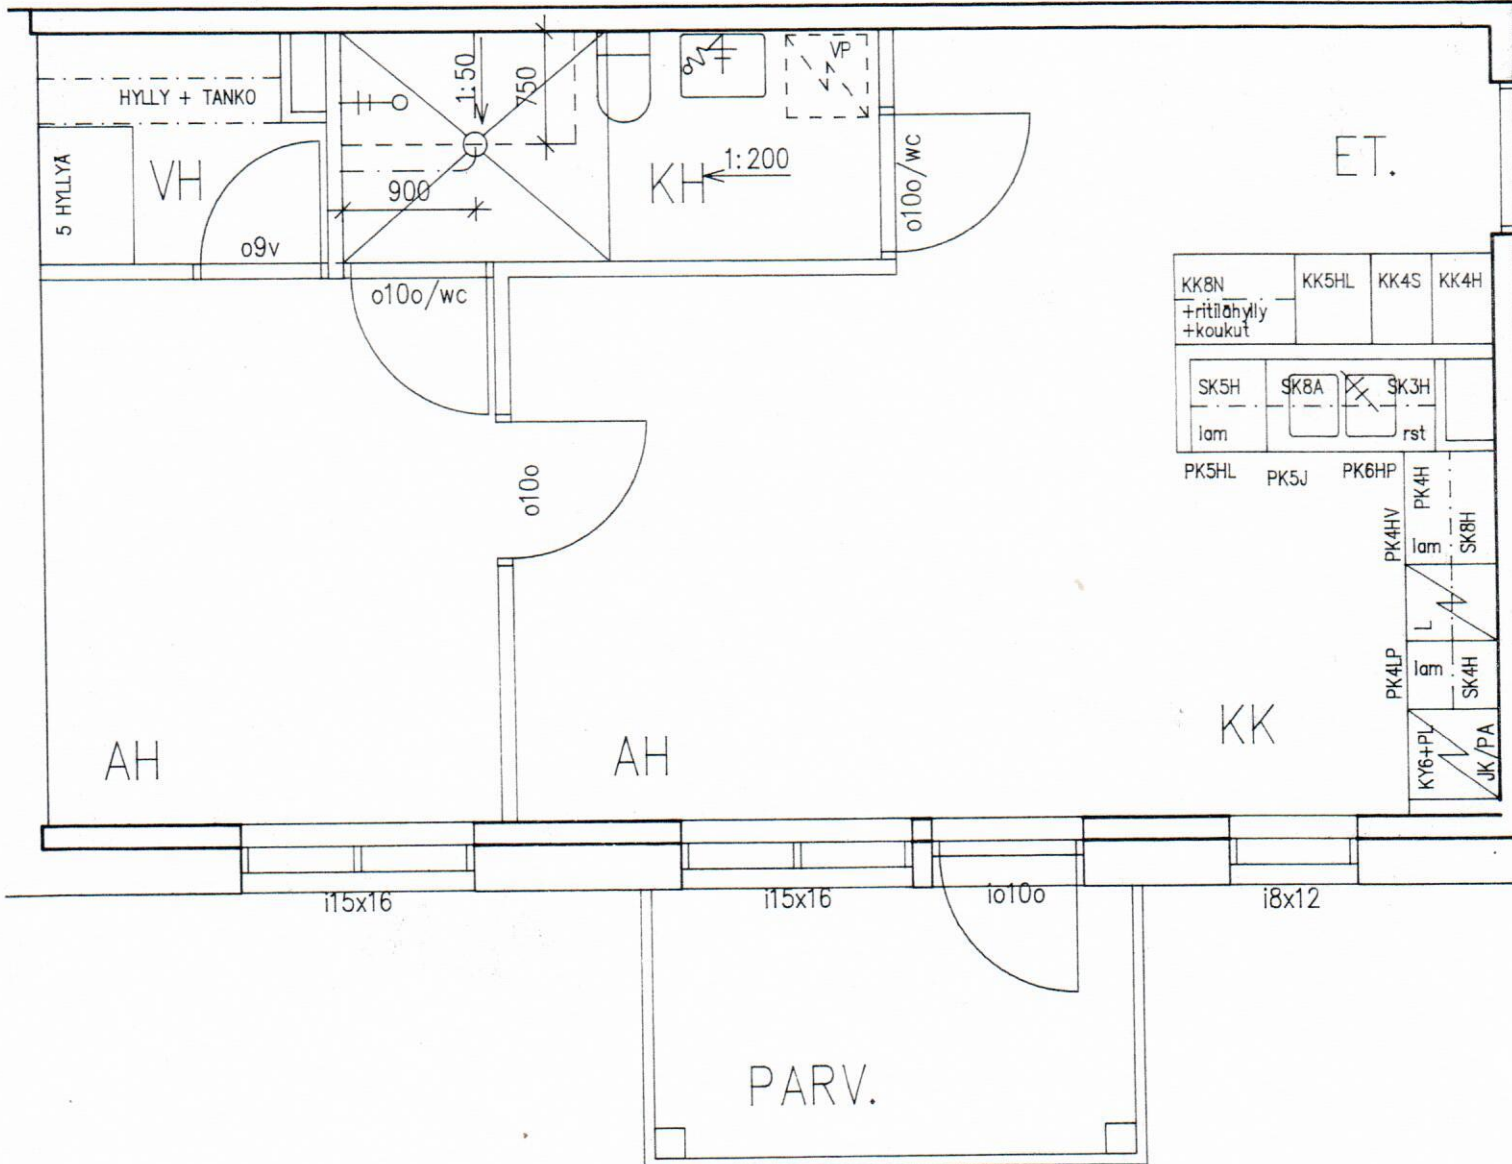 HYLLY + TANKO
5 HYLLYÄ
VH
o9v
1:50
750
900
VP
KH
1:200
o10o/wc
ET.
o10o/wc
KK8N
+ritilähylly
+koukut
KK5HL
KK4S
KK4H
SK5H
SK8A
SK3H
lam
rst
PK5HL
PK5J
PK6HP
PK4H
PK4HV
lam
SK8H
o10o
L
PK4LP
lam
SK4H
KY6+PL
JK/PA
AH
AH
KK
i15x16
i15x16
io10o
i8x12
PARV.